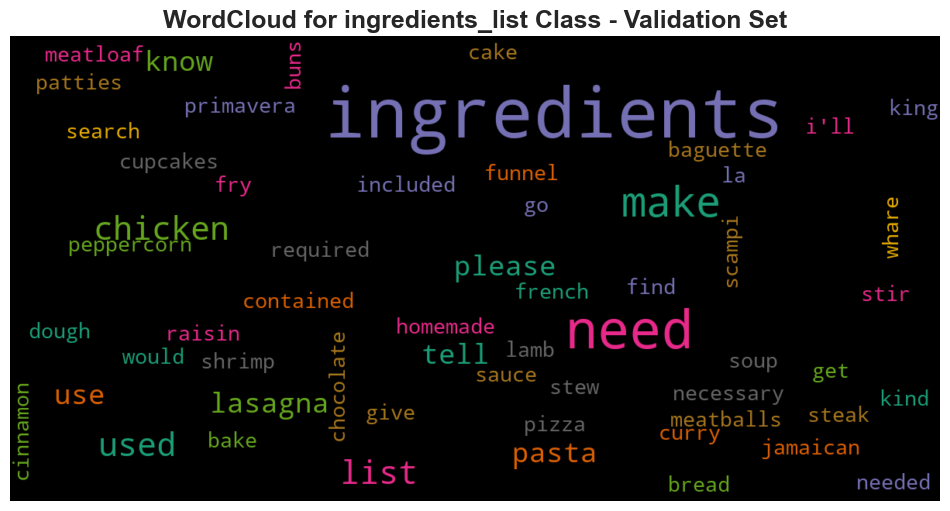 WordCloud for ingredients_list Class - Validation Set
meatloaf
know
buns
cake
patties
primavera
ingredients
king
search
i'll
cupcakes
baguette
fry
included
funnel
la
go
make
whare
chicken
peppercorn
required
scampi
please
french
find
stir
contained
dough
raisin
homemade
need
would
shrimp
tell
lamb
soup
chocolate
sauce
get
cinnamon
use
lasagna
give
stew
necessary
kind
used
bake
pizza
meatballs
steak
curry
list
pasta
jamaican
bread
needed